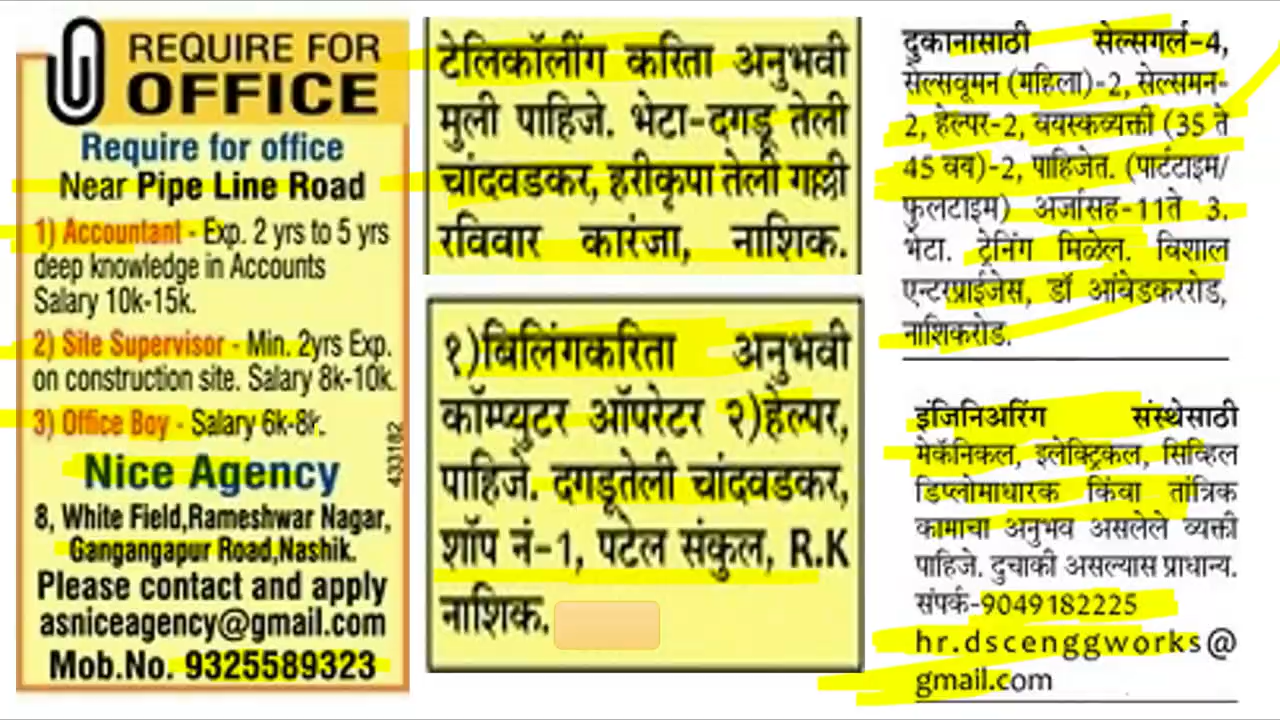 REQUIRE FOR
OFFICE
Require for office
Near Pipe Line Road
1) Accountant - Exp. 2 yrs to 5 yrs
deep knowledge in Accounts
Salary 10k-15k.
2) Site Supervisor - Min. 2yrs Exp.
on construction site. Salary 8k-10k.
3) Office Boy - Salary 6k-8k.
433182
Nice Agency
8, White Field,Rameshwar Nagar,
Gangangapur Road,Nashik.
Please contact and apply
asniceagency@gmail.com
Mob.No. 9325589323
टेलिकॉलींग करिता अनुभवी
मुली पाहिजे. भेटा-दगडू तेली
चांदवडकर, हरीकृपा तेली गल्ली
रविवार कारंजा, नाशिक.
१)बिलिंगकरिता अनुभवी
कॉम्प्युटर ऑपरेटर २)हेल्पर,
पाहिजे. दगडूतेली चांदवडकर,
शॉप नं-1, पटेल संकुल, R.K
नाशिक.
दुकानासाठी सेल्सगर्ल-4,
सेल्सवूमन (महिला)-2, सेल्समन-
2, हेल्पर-2, वयस्कव्यक्ती (35 ते
45 वय)-2, पाहिजेत. (पार्टटाइम/
फुलटाइम) अर्जासह-11ते 3.
भेटा. ट्रेनिंग मिळेल. विशाल
एन्टरप्राईजेस, डॉ आंबेडकररोड,
नाशिकरोड.
इंजिनिअरिंग संस्थेसाठी
मेकॅनिकल, इलेक्ट्रिकल, सिव्हिल
डिप्लोमाधारक किंवा तांत्रिक
कामाचा अनुभव असलेले व्यक्ती
पाहिजे. दुचाकी असल्यास प्राधान्य.
संपर्क-9049182225
hr.dscenggworks@
gmail.com